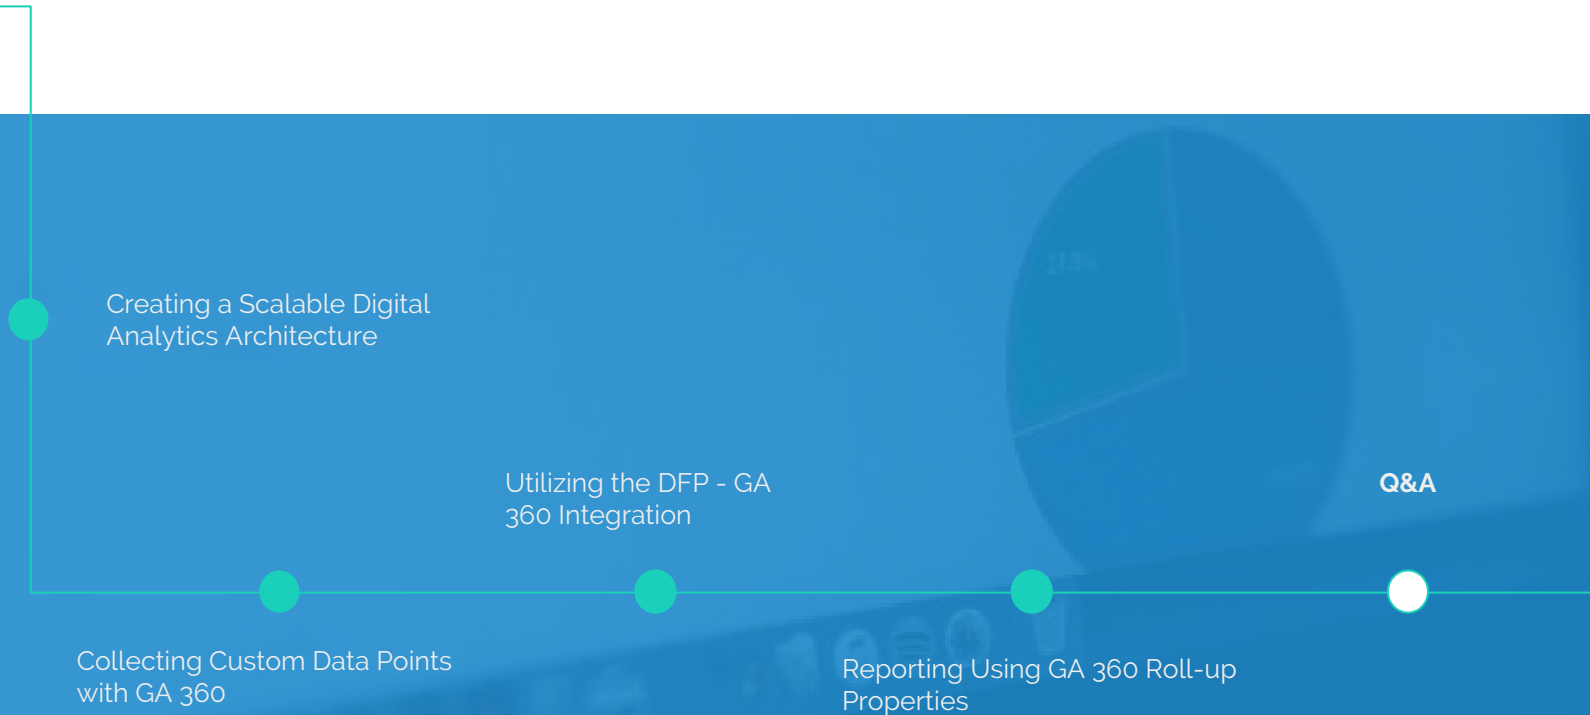 Creating a Scalable Digital
Analytics Architecture
Utilizing the DFP - GA
360 Integration
Q&A
Collecting Custom Data Points
with GA 360
Reporting Using GA 360 Roll-up
Properties